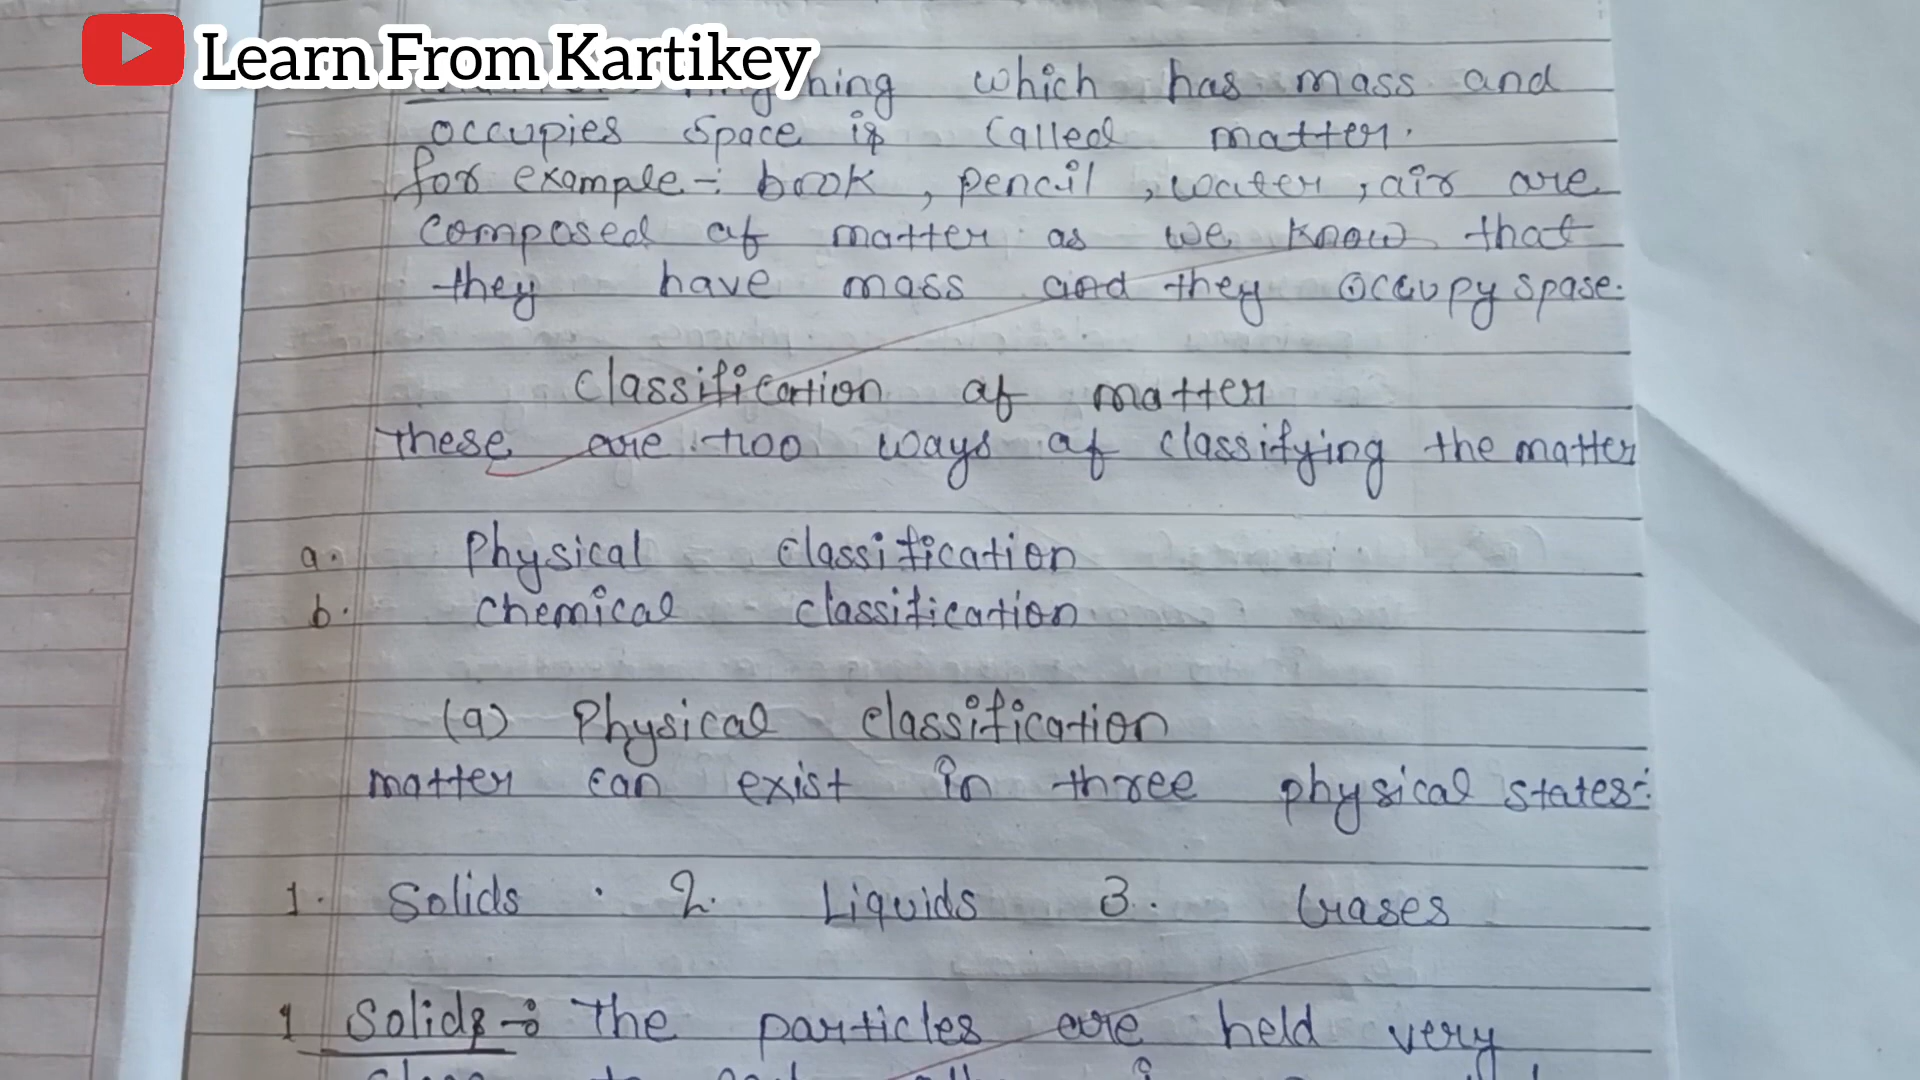 Learn From Kartikey
which has mass and
occupies space is called matter.
for example -: book , pencil , water , air are
composed of matter as we know that
they have mass and they occupy spase.
classification of matter
These are two ways of classifying the matter
a. Physical classification
b. chemical classification
(a) Physical classification
matter can exist in three physical states:
1. Solids . 2. Liquids 3. Gases
1 Solids -: The particles are held very